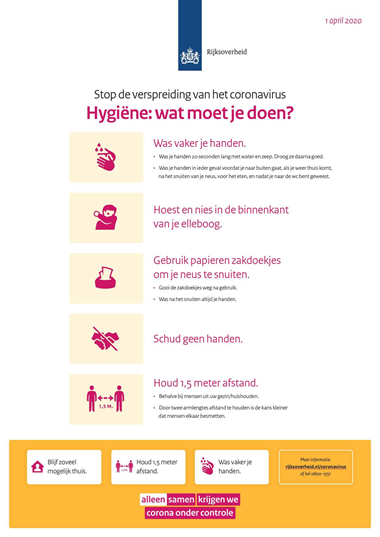 1 april 2020
Rijksoverheid
Stop de verspreiding van het coronavirus
Hygiëne: wat moet je doen?
Was vaker je handen.
• Was je handen 20 seconden lang met water en zeep. Droog ze daarna goed.
• Was je handen in ieder geval voordat je naar buiten gaat, als je weer thuis komt,
na het snuiten van je neus, voor het eten, en nadat je naar de wc bent geweest.
Hoest en nies in de binnenkant
van je elleboog.
Gebruik papieren zakdoekjes
om je neus te snuiten.
• Gooi de zakdoekjes weg na gebruik.
• Was na het snuiten altijd je handen.
Schud geen handen.
1,5 M.
Houd 1,5 meter afstand.
• Behalve bij mensen uit uw gezin/huishouden.
• Door twee armlengtes afstand te houden is de kans kleiner
dat mensen elkaar besmetten.
Blijf zoveel
mogelijk thuis.
Houd 1,5 meter
afstand.
Was vaker je
handen.
Meer informatie:
rijksoverheid.nl/coronavirus
of bel 0800-1351
alleen samen krijgen we
corona onder controle